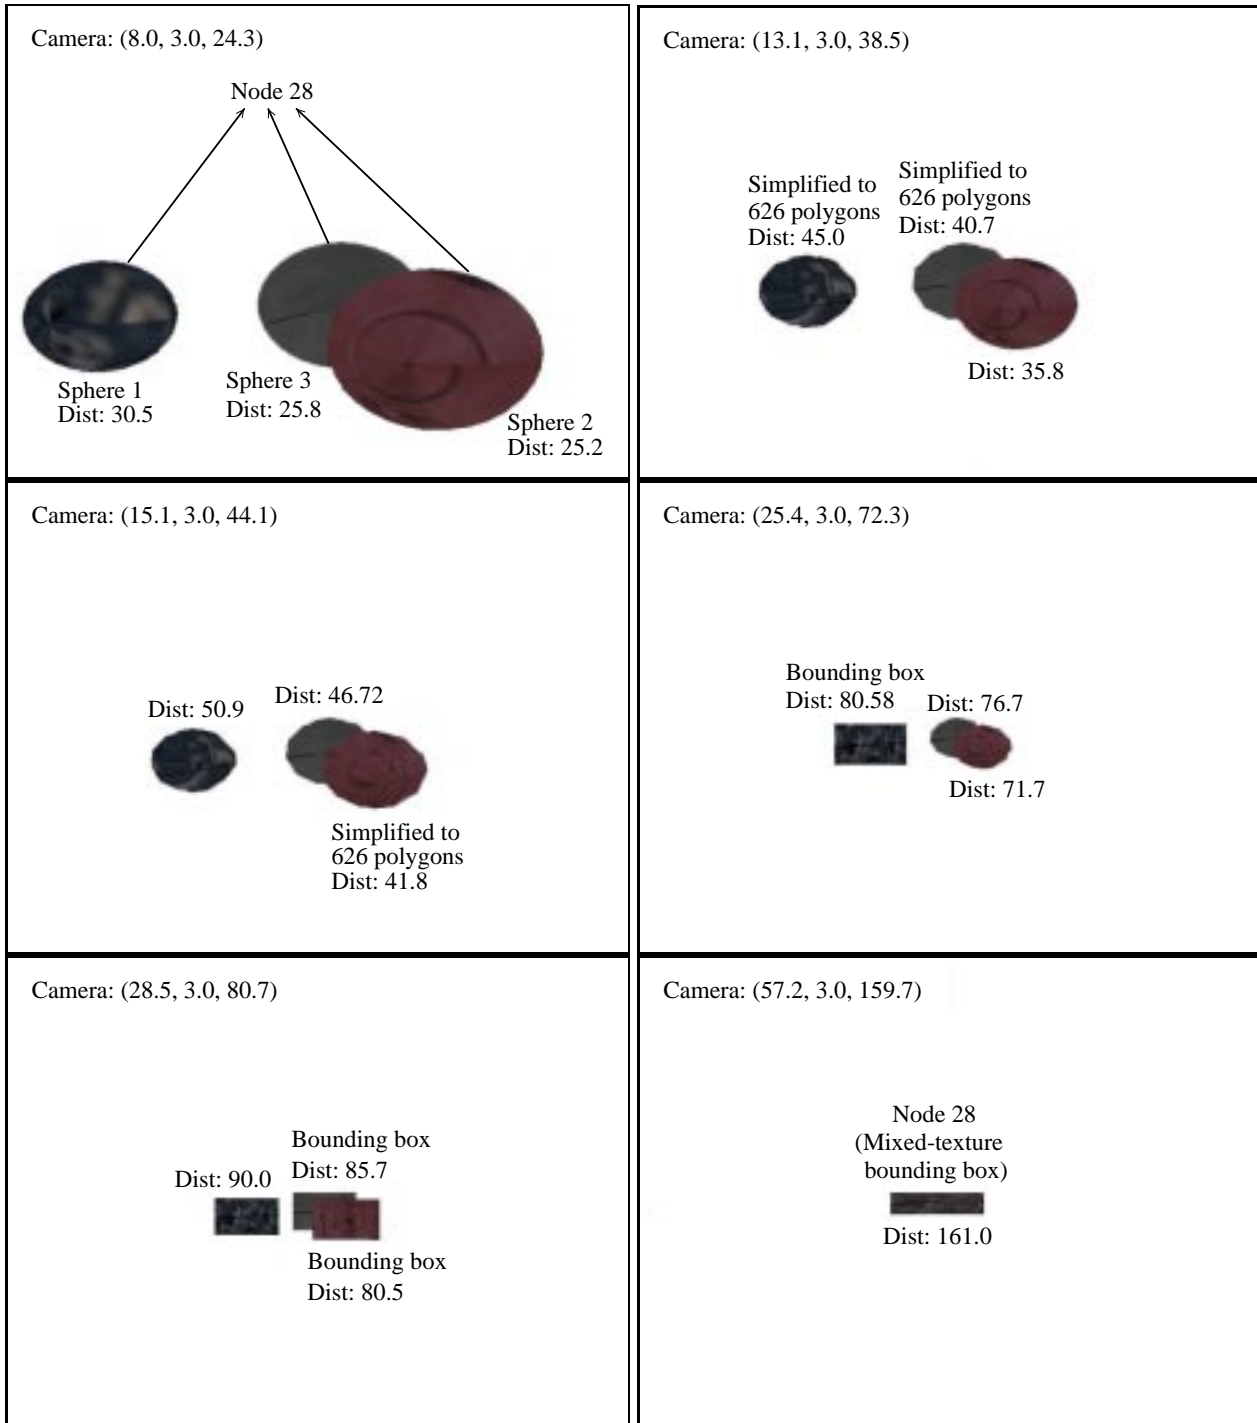 Camera: (8.0, 3.0, 24.3)
Node 28
Sphere 1
Dist: 30.5
Sphere 3
Dist: 25.8
Sphere 2
Dist: 25.2
Camera: (13.1, 3.0, 38.5)
Simplified to
626 polygons
Dist: 45.0
Simplified to
626 polygons
Dist: 40.7
Dist: 35.8
Camera: (15.1, 3.0, 44.1)
Dist: 50.9
Dist: 46.72
Simplified to
626 polygons
Dist: 41.8
Camera: (25.4, 3.0, 72.3)
Bounding box
Dist: 80.58
Dist: 76.7
Dist: 71.7
Camera: (28.5, 3.0, 80.7)
Dist: 90.0
Bounding box
Dist: 85.7
Bounding box
Dist: 80.5
Camera: (57.2, 3.0, 159.7)
Node 28
(Mixed-texture
bounding box)
Dist: 161.0